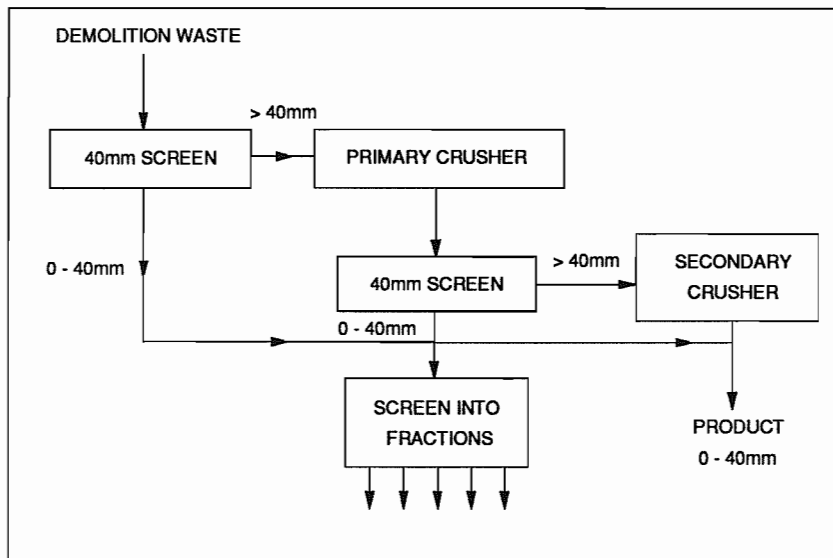 DEMOLITION WASTE
> 40mm
40mm SCREEN
PRIMARY CRUSHER
0 - 40mm
40mm SCREEN
> 40mm
SECONDARY
CRUSHER
0 - 40mm
SCREEN INTO
FRACTIONS
PRODUCT
0 - 40mm